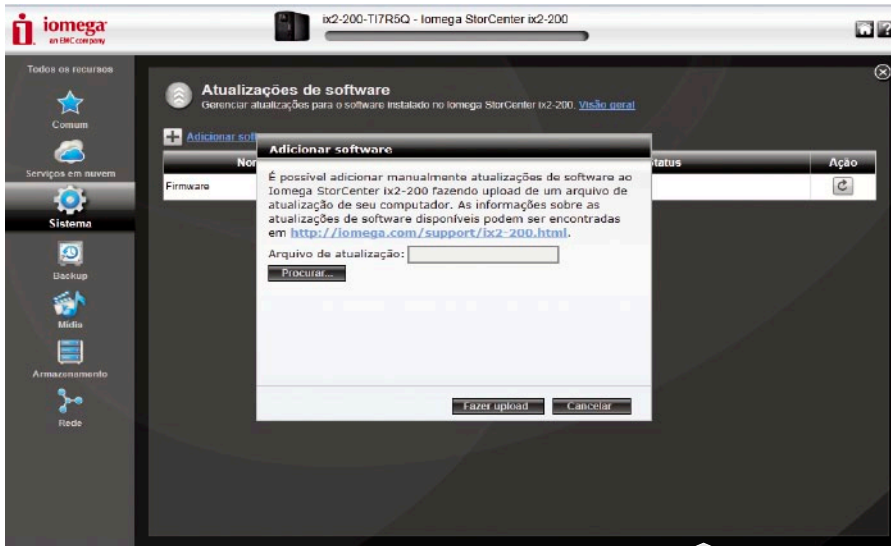 iomega
an EMC company
ix2-200-TI7R5Q - Iomega StorCenter ix2-200
Todos os recursos
Comum
Serviços em nuvem
Sistema
Backup
Mídia
Armazenamento
Rede
Atualizações de software
Gerenciar atualizações para o software instalado no Iomega StorCenter ix2-200. Visão geral
Adicionar soft
Nor
Status
Ação
Firmware
Adicionar software
É possível adicionar manualmente atualizações de software ao
Iomega StorCenter ix2-200 fazendo upload de um arquivo de
atualização de seu computador. As informações sobre as
atualizações de software disponíveis podem ser encontradas
em http://iomega.com/support/ix2-200.html.
Arquivo de atualização:
Procurar...
Fazer upload
Cancelar